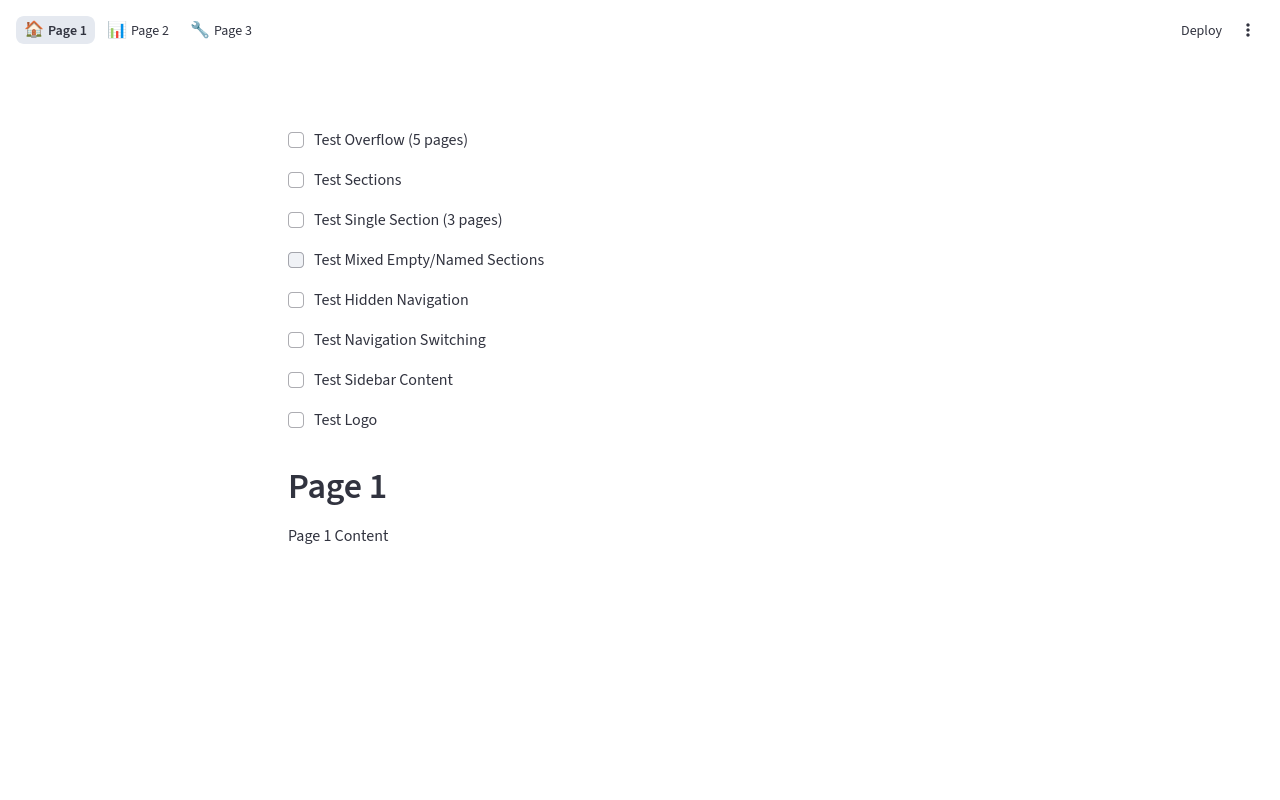 🏠 Page 1 📊 Page 2 🔧 Page 3 Deploy
Test Overflow (5 pages)
Test Sections
Test Single Section (3 pages)
Test Mixed Empty/Named Sections
Test Hidden Navigation
Test Navigation Switching
Test Sidebar Content
Test Logo
Page 1
Page 1 Content